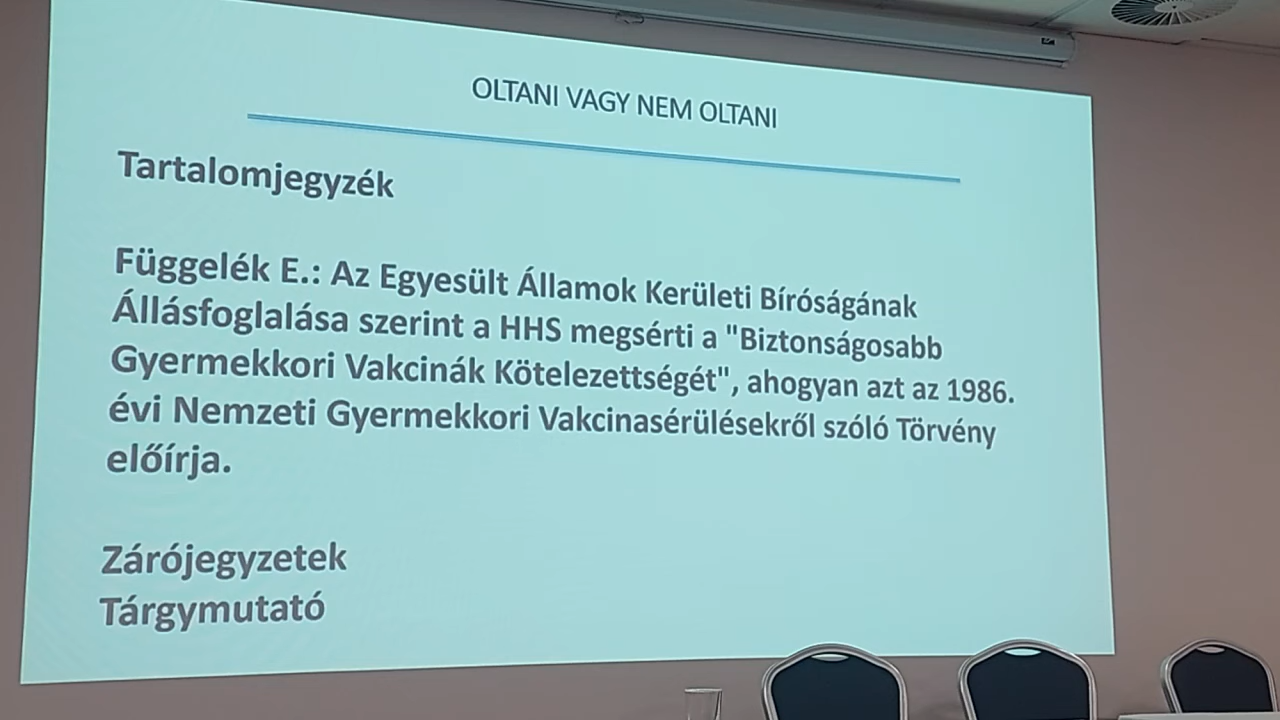 OLTANI VAGY NEM OLTANI
Tartalomjegyzék
Függelék E.: Az Egyesült Államok Kerületi Bíróságának
Állásfoglalása szerint a HHS megsérti a "Biztonságosabb
Gyermekkori Vakcinák Kötelezettségét", ahogyan azt az 1986.
évi Nemzeti Gyermekkori Vakcinasérülésekről szóló Törvény
előírja.
Zárójegyzetek
Tárgymutató